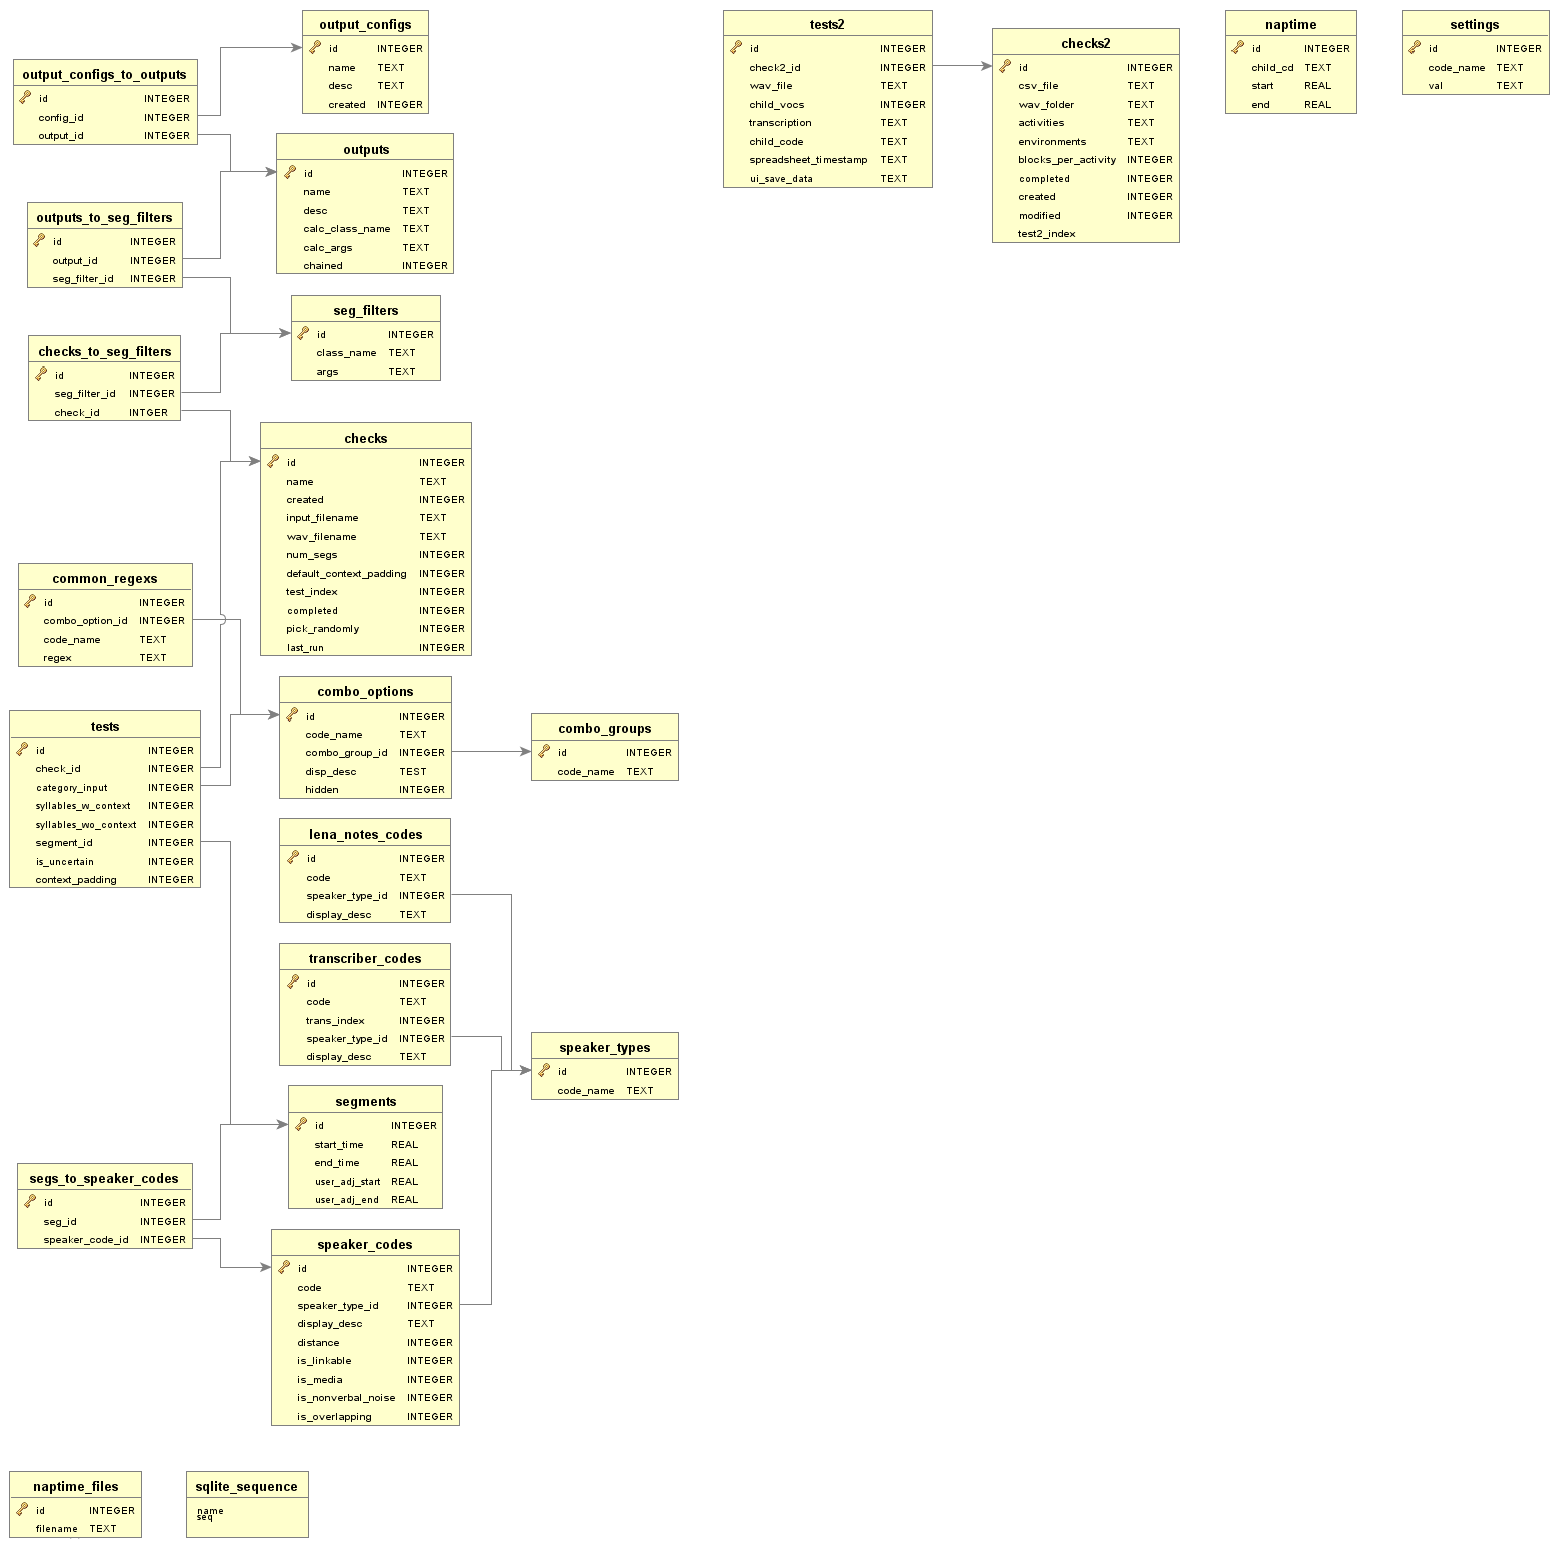 output_configs
id INTEGER
name TEXT
desc TEXT
created INTEGER
output_configs_to_outputs
id INTEGER
config_id INTEGER
output_id INTEGER
outputs
id INTEGER
name TEXT
desc TEXT
calc_class_name TEXT
calc_args TEXT
chained INTEGER
outputs_to_seg_filters
id INTEGER
output_id INTEGER
seg_filter_id INTEGER
seg_filters
id INTEGER
class_name TEXT
args TEXT
checks_to_seg_filters
id INTEGER
seg_filter_id INTEGER
check_id INTGER
checks
id INTEGER
name TEXT
created INTEGER
input_filename TEXT
wav_filename TEXT
num_segs INTEGER
default_context_padding INTEGER
test_index INTEGER
completed INTEGER
pick_randomly INTEGER
last_run INTEGER
common_regexs
id INTEGER
combo_option_id INTEGER
code_name TEXT
regex TEXT
tests
id INTEGER
check_id INTEGER
category_input INTEGER
syllables_w_context INTEGER
syllables_wo_context INTEGER
segment_id INTEGER
is_uncertain INTEGER
context_padding INTEGER
combo_options
id INTEGER
code_name TEXT
combo_group_id INTEGER
disp_desc TEST
hidden INTEGER
combo_groups
id INTEGER
code_name TEXT
lena_notes_codes
id INTEGER
code TEXT
speaker_type_id INTEGER
display_desc TEXT
transcriber_codes
id INTEGER
code TEXT
trans_index INTEGER
speaker_type_id INTEGER
display_desc TEXT
speaker_types
id INTEGER
code_name TEXT
segments
id INTEGER
start_time REAL
end_time REAL
user_adj_start REAL
user_adj_end REAL
segs_to_speaker_codes
id INTEGER
seg_id INTEGER
speaker_code_id INTEGER
speaker_codes
id INTEGER
code TEXT
speaker_type_id INTEGER
display_desc TEXT
distance INTEGER
is_linkable INTEGER
is_media INTEGER
is_nonverbal_noise INTEGER
is_overlapping INTEGER
naptime_files
id INTEGER
filename TEXT
sqlite_sequence
name
seq
tests2
id INTEGER
check2_id INTEGER
wav_file TEXT
child_vocs INTEGER
transcription TEXT
child_code TEXT
spreadsheet_timestamp TEXT
ui_save_data TEXT
checks2
id INTEGER
csv_file TEXT
wav_folder TEXT
activities TEXT
environments TEXT
blocks_per_activity INTEGER
completed INTEGER
created INTEGER
modified INTEGER
test2_index
naptime
id INTEGER
child_cd TEXT
start REAL
end REAL
settings
id INTEGER
code_name TEXT
val TEXT